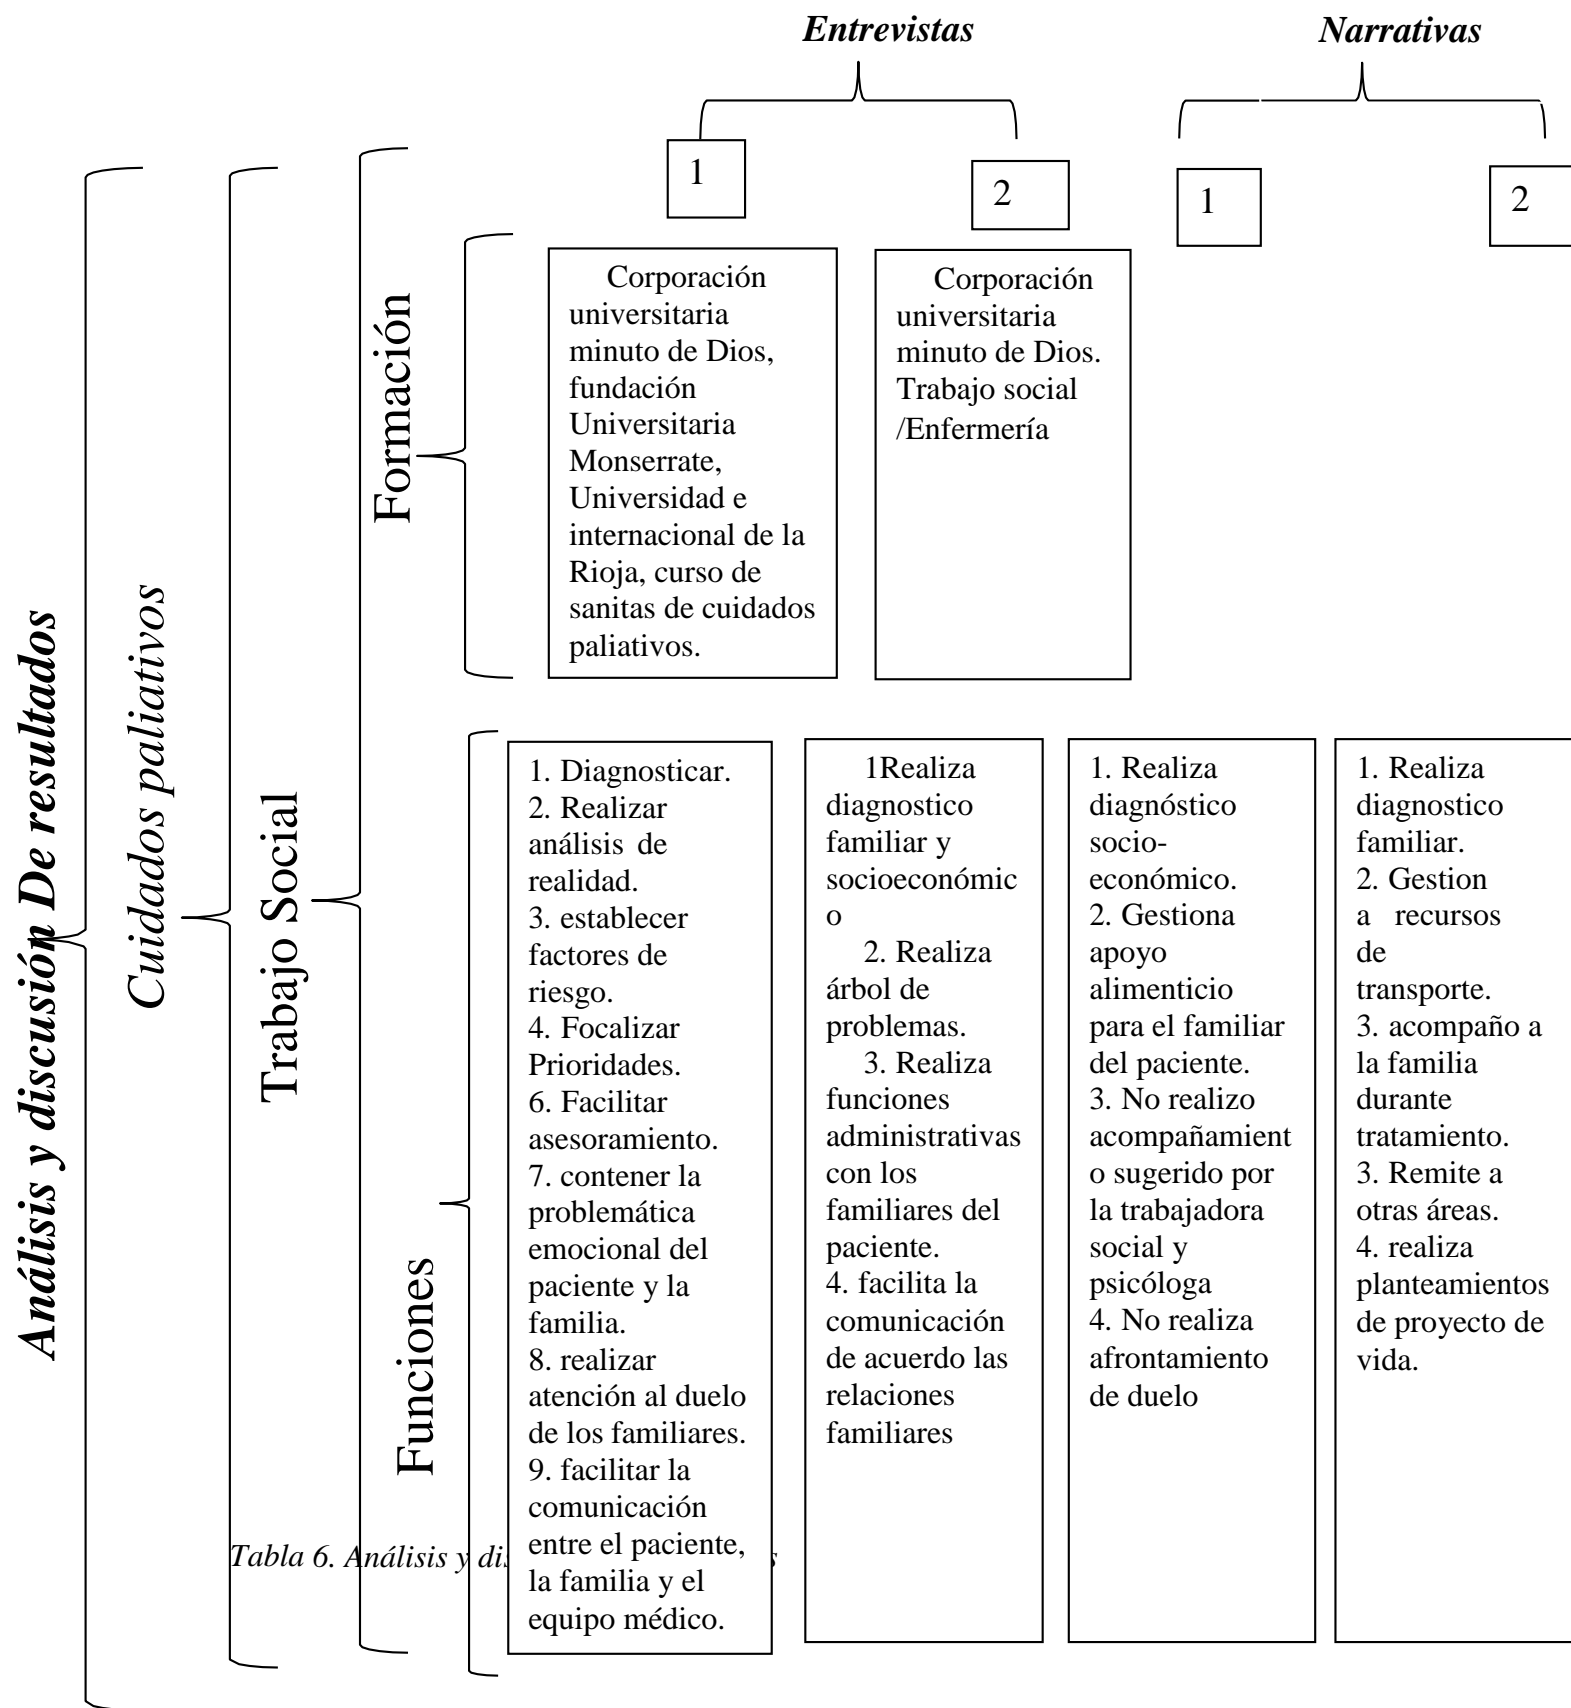 Entrevistas
Narrativas
1
2
1
2
Análisis y discusión De resultados
Cuidados paliativos
Trabajo Social
Formación
Corporación
universitaria
minuto de Dios,
fundación
Universitaria
Monserrate,
Universidad e
internacional de la
Rioja, curso de
sanitas de cuidados
paliativos.
Corporación
universitaria
minuto de Dios.
Trabajo social
/Enfermería
Funciones
1. Diagnosticar.
2. Realizar
análisis de
realidad.
3. establecer
factores de
riesgo.
4. Focalizar
Prioridades.
6. Facilitar
asesoramiento.
7. contener la
problemática
emocional del
paciente y la
familia.
8. realizar
atención al duelo
de los familiares.
9. facilitar la
comunicación
entre el paciente,
la familia y el
equipo médico.
1Realiza
diagnostico
familiar y
socioeconómic
o
2. Realiza
árbol de
problemas.
3. Realiza
funciones
administrativas
con los
familiares del
paciente.
4. facilita la
comunicación
de acuerdo las
relaciones
familiares
1. Realiza
diagnóstico
socio-
económico.
2. Gestiona
apoyo
alimenticio
para el familiar
del paciente.
3. No realizo
acompañamient
o sugerido por
la trabajadora
social y
psicóloga
4. No realiza
afrontamiento
de duelo
1. Realiza
diagnostico
familiar.
2. Gestion
a recursos
de
transporte.
3. acompaño a
la familia
durante
tratamiento.
3. Remite a
otras áreas.
4. realiza
planteamientos
de proyecto de
vida.
Tabla 6. Análisis y